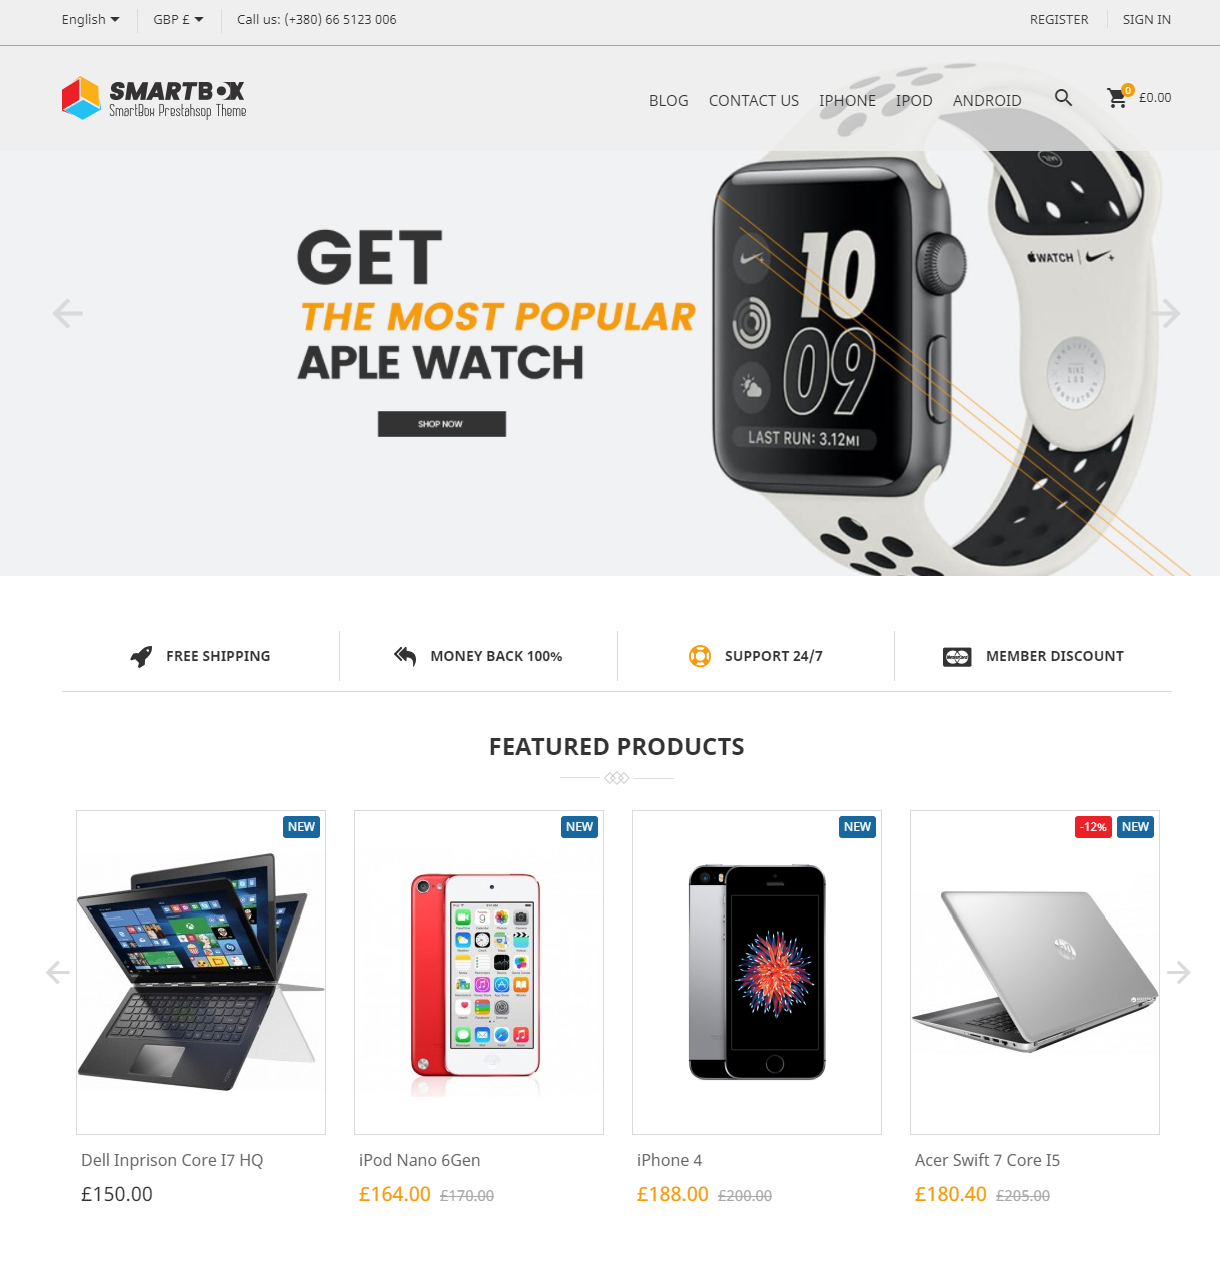 English
GBP £
Call us: (+380) 66 5123 006
REGISTER
SIGN IN
SMARTBOX
SmartBox Prestahsop Theme
BLOG
CONTACT US
IPHONE
IPOD
ANDROID
0
£0.00
GET
THE MOST POPULAR
APLE WATCH
SHOP NOW
10
09
LAST RUN: 3.12MI
WATCH
NIKE
LAB
FREE SHIPPING
MONEY BACK 100%
SUPPORT 24/7
MEMBER DISCOUNT
FEATURED PRODUCTS
NEW
NEW
NEW
-12%
NEW
Dell Inprison Core I7 HQ
£150.00
iPod Nano 6Gen
£164.00 £170.00
iPhone 4
£188.00 £200.00
Acer Swift 7 Core I5
£180.40 £205.00